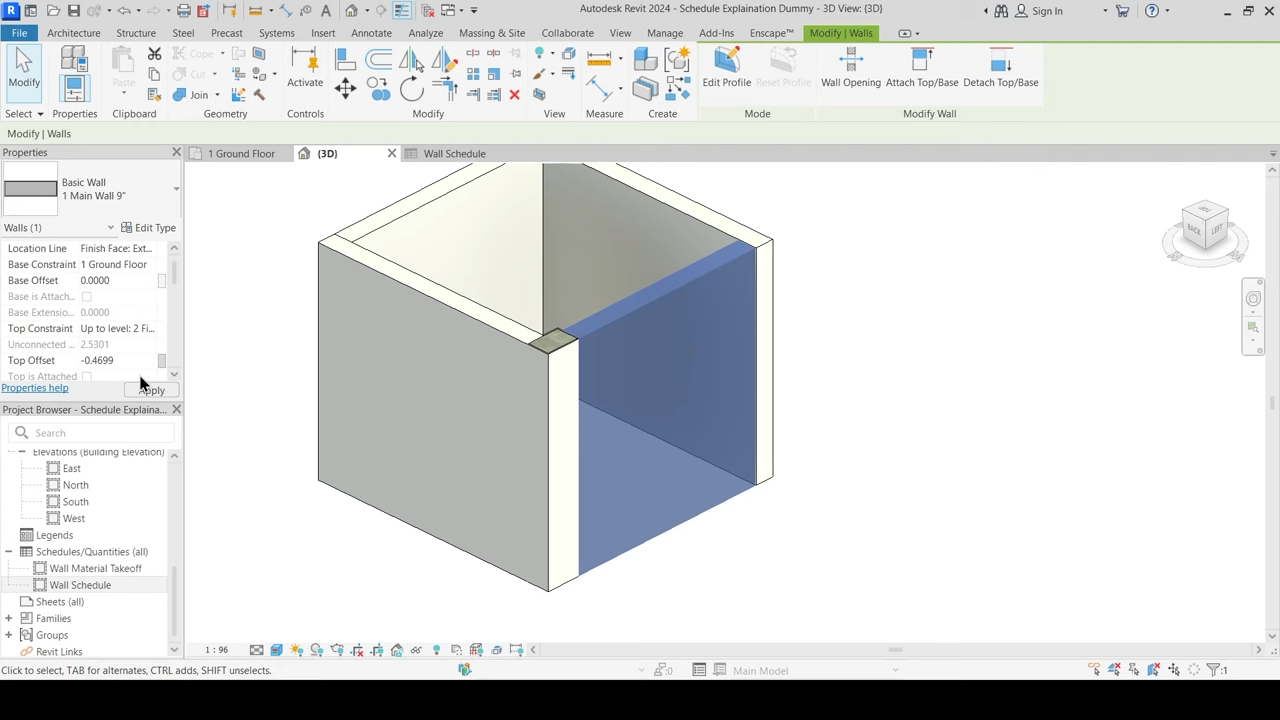 Autodesk Revit 2024 - Schedule Explaination Dummy - 3D View: {3D}
Sign In
File Architecture Structure Steel Precast Systems Insert Annotate Analyze Massing & Site Collaborate View Manage Add-Ins Enscape™ Modify | Walls
Modify
Paste
Cope
Cut
Join
Activate
Edit Profile
Reset Profile
Wall Opening
Attach Top/Base
Detach Top/Base
Select Properties Clipboard Geometry Controls Modify View Measure Create Mode Modify Wall
Modify | Walls
Properties
1 Ground Floor
(3D)
Wall Schedule
Basic Wall
1 Main Wall 9"
Walls (1)
Edit Type
Location Line Finish Face: Ext...
Base Constraint 1 Ground Floor
Base Offset 0.0000
Base is Attach...
Base Extensio... 0.0000
Top Constraint Up to level: 2 Fi...
Unconnected ... 2.5301
Top Offset -0.4699
Top is Attached
Properties help
Apply
Project Browser - Schedule Explaina...
Search
Elevations (Building Elevation)
East
North
South
West
Legends
Schedules/Quantities (all)
Wall Material Takeoff
Wall Schedule
Sheets (all)
Families
Groups
Revit Links
BACK
LEFT
1 : 96
Click to select, TAB for alternates, CTRL adds, SHIFT unselects.
:0
Main Model
:1